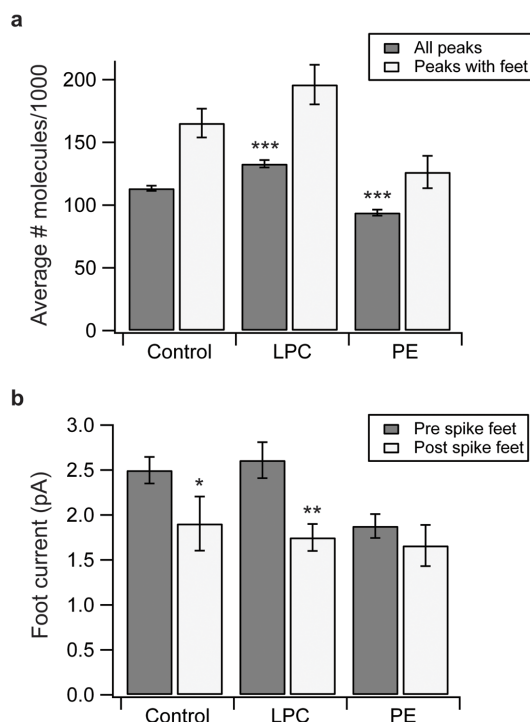 a
All peaks
Peaks with feet
Average # molecules/1000
200
150
100
50
0
***
***
Control LPC PE
b
Pre spike feet
Post spike feet
Foot current (pA)
3.0
2.5
2.0
1.5
1.0
0.5
0.0
*
**
Control LPC PE